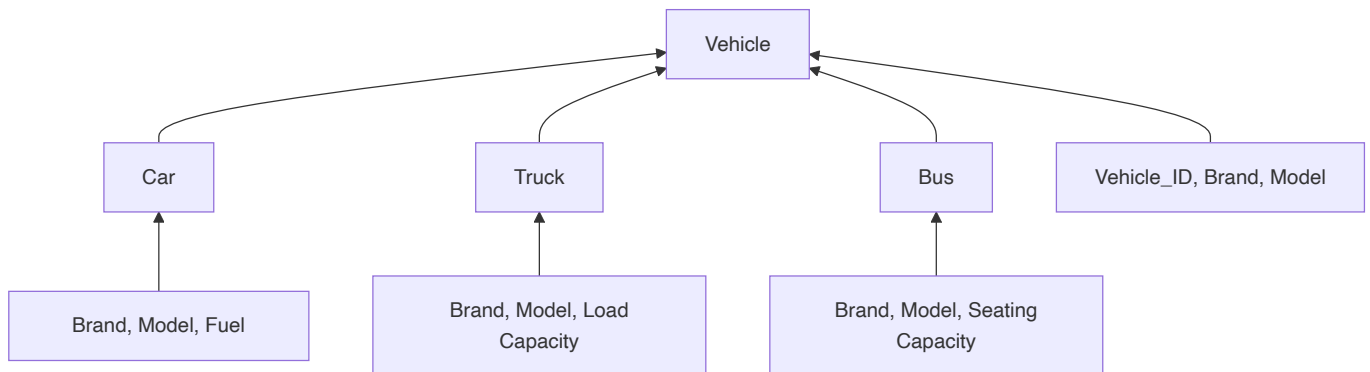 Vehicle
Car
Truck
Bus
Vehicle_ID, Brand, Model
Brand, Model, Fuel
Brand, Model, Load
Capacity
Brand, Model, Seating
Capacity